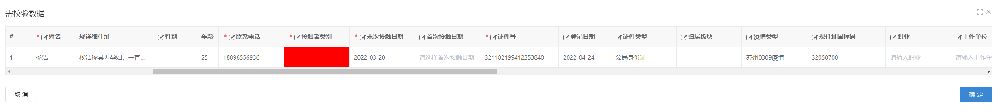 需校验数据
# * 姓名 现详细住址 性别 年龄 * 联系电话 * 接触者类别 * 末次接触日期 首次接触日期 * 证件号 登记日期 证件类型 归属板块 疫情类型 现住址国标码 职业 工作单位
1 杨洁 杨洁称其为孕妇，一直... 25 18896556936 2022-03-20 请选择首次接触日期 321182199412253840 2022-04-24 公民身份证 苏州0309疫情 32050700 请输入职业 请输入工作单
取 消 确 定